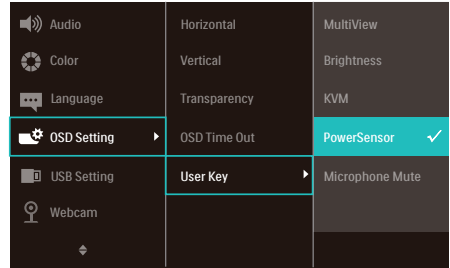 Audio
Color
Language
OSD Setting
USB Setting
Webcam
Horizontal
Vertical
Transparency
OSD Time Out
User Key
MultiView
Brightness
KVM
PowerSensor
Microphone Mute